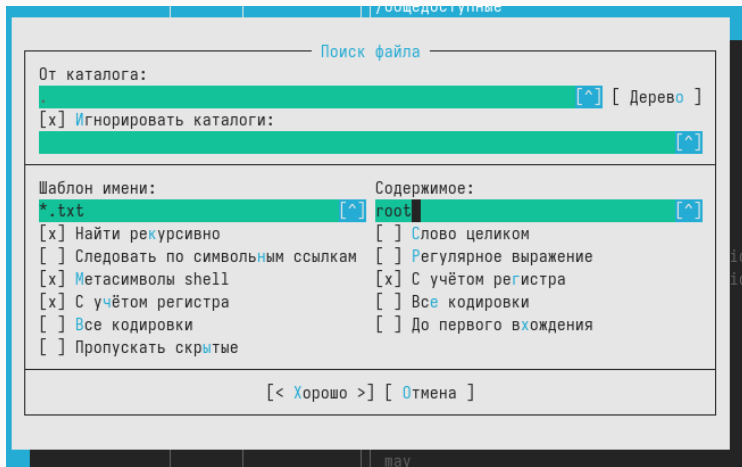 /общедоступные
Поиск файла
От каталога:
. [^] [ Дерево ]
[x] Игнорировать каталоги:
[^]
Шаблон имени:
*.txt [^]
[x] Найти рекурсивно
[ ] Следовать по символьным ссылкам
[x] Метасимволы shell
[x] С учётом регистра
[ ] Все кодировки
[ ] Пропускать скрытые
Содержимое:
root [^]
[ ] Слово целиком
[ ] Регулярное выражение
[x] С учётом регистра
[ ] Все кодировки
[ ] До первого вхождения
[< Хорошо >] [ Отмена ]
may